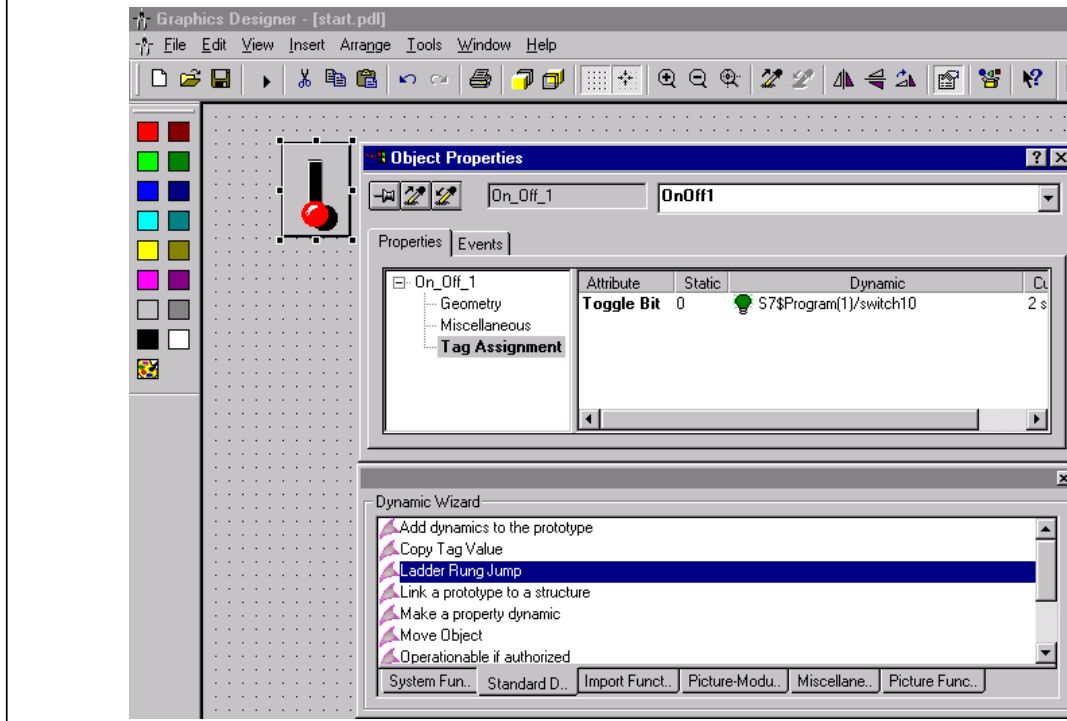 Graphics Designer - [start.pdl]
File Edit View Insert Arrange Tools Window Help
Object Properties
On_Off_1 OnOff1
Properties Events
On_Off_1
Geometry
Miscellaneous
Tag Assignment
Attribute Static Dynamic Cu
Toggle Bit 0 S7$Program(1)/switch10 2 s
Dynamic Wizard
Add dynamics to the prototype
Copy Tag Value
Ladder Rung Jump
Link a prototype to a structure
Make a property dynamic
Move Object
Operationable if authorized
System Fun.. Standard D.. Import Funct.. Picture-Modu.. Miscellane.. Picture Func..